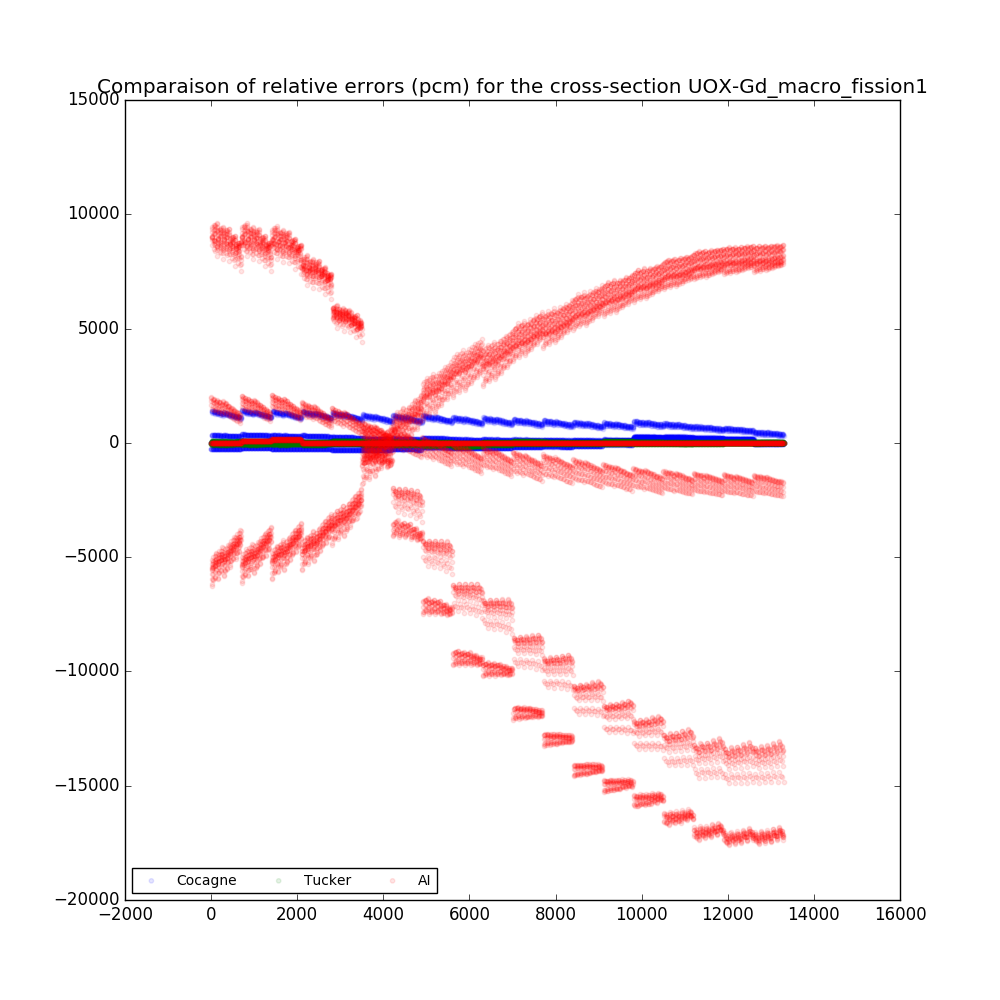 Comparaison of relative errors (pcm) for the cross-section UOX-Gd_macro_fission1
15000
10000
5000
0
−5000
−10000
−15000
−20000
−2000 0 2000 4000 6000 8000 10000 12000 14000 16000
Cocagne Tucker AI